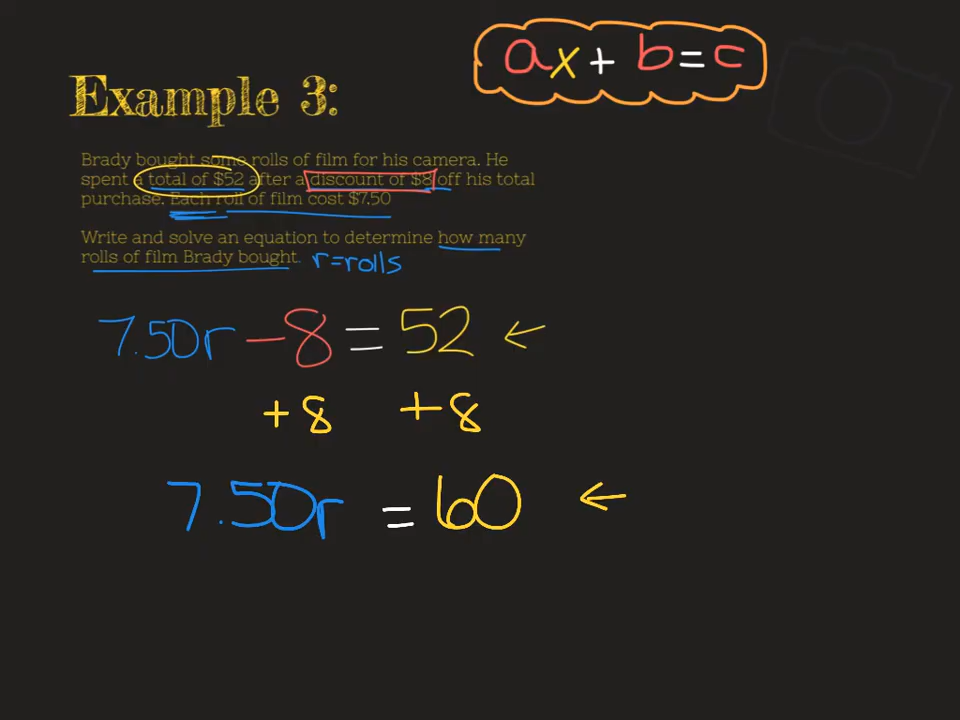 ax + b = c
Example 3:
Brady bought some rolls of film for his camera. He
spent a total of $52 after a discount of $8 off his total
purchase. Each roll of film cost $7.50
Write and solve an equation to determine how many
rolls of film Brady bought. r=rolls
7.50r - 8 = 52 ←
+8 +8
7.50r = 60 ←